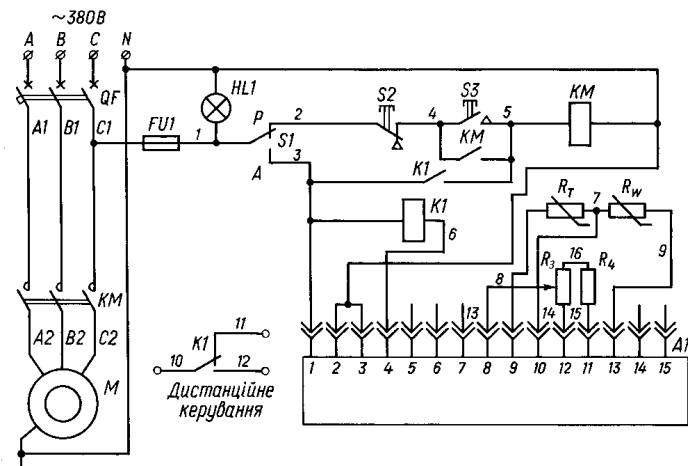 ~380В
A B C N
QF
A1 B1 C1
FU1
1
HL1
P
S1
A
2
3
S2
4
S3
5
KM
KM
K1
K1
6
R_T
7
R_W
9
8
R_3
16
R_4
13
14
15
KM
A2 B2 C2
M
K1
10
11
12
Дистанційне
керування
A1
1 2 3 4 5 6 7 8 9 10 12 11 13 14 15